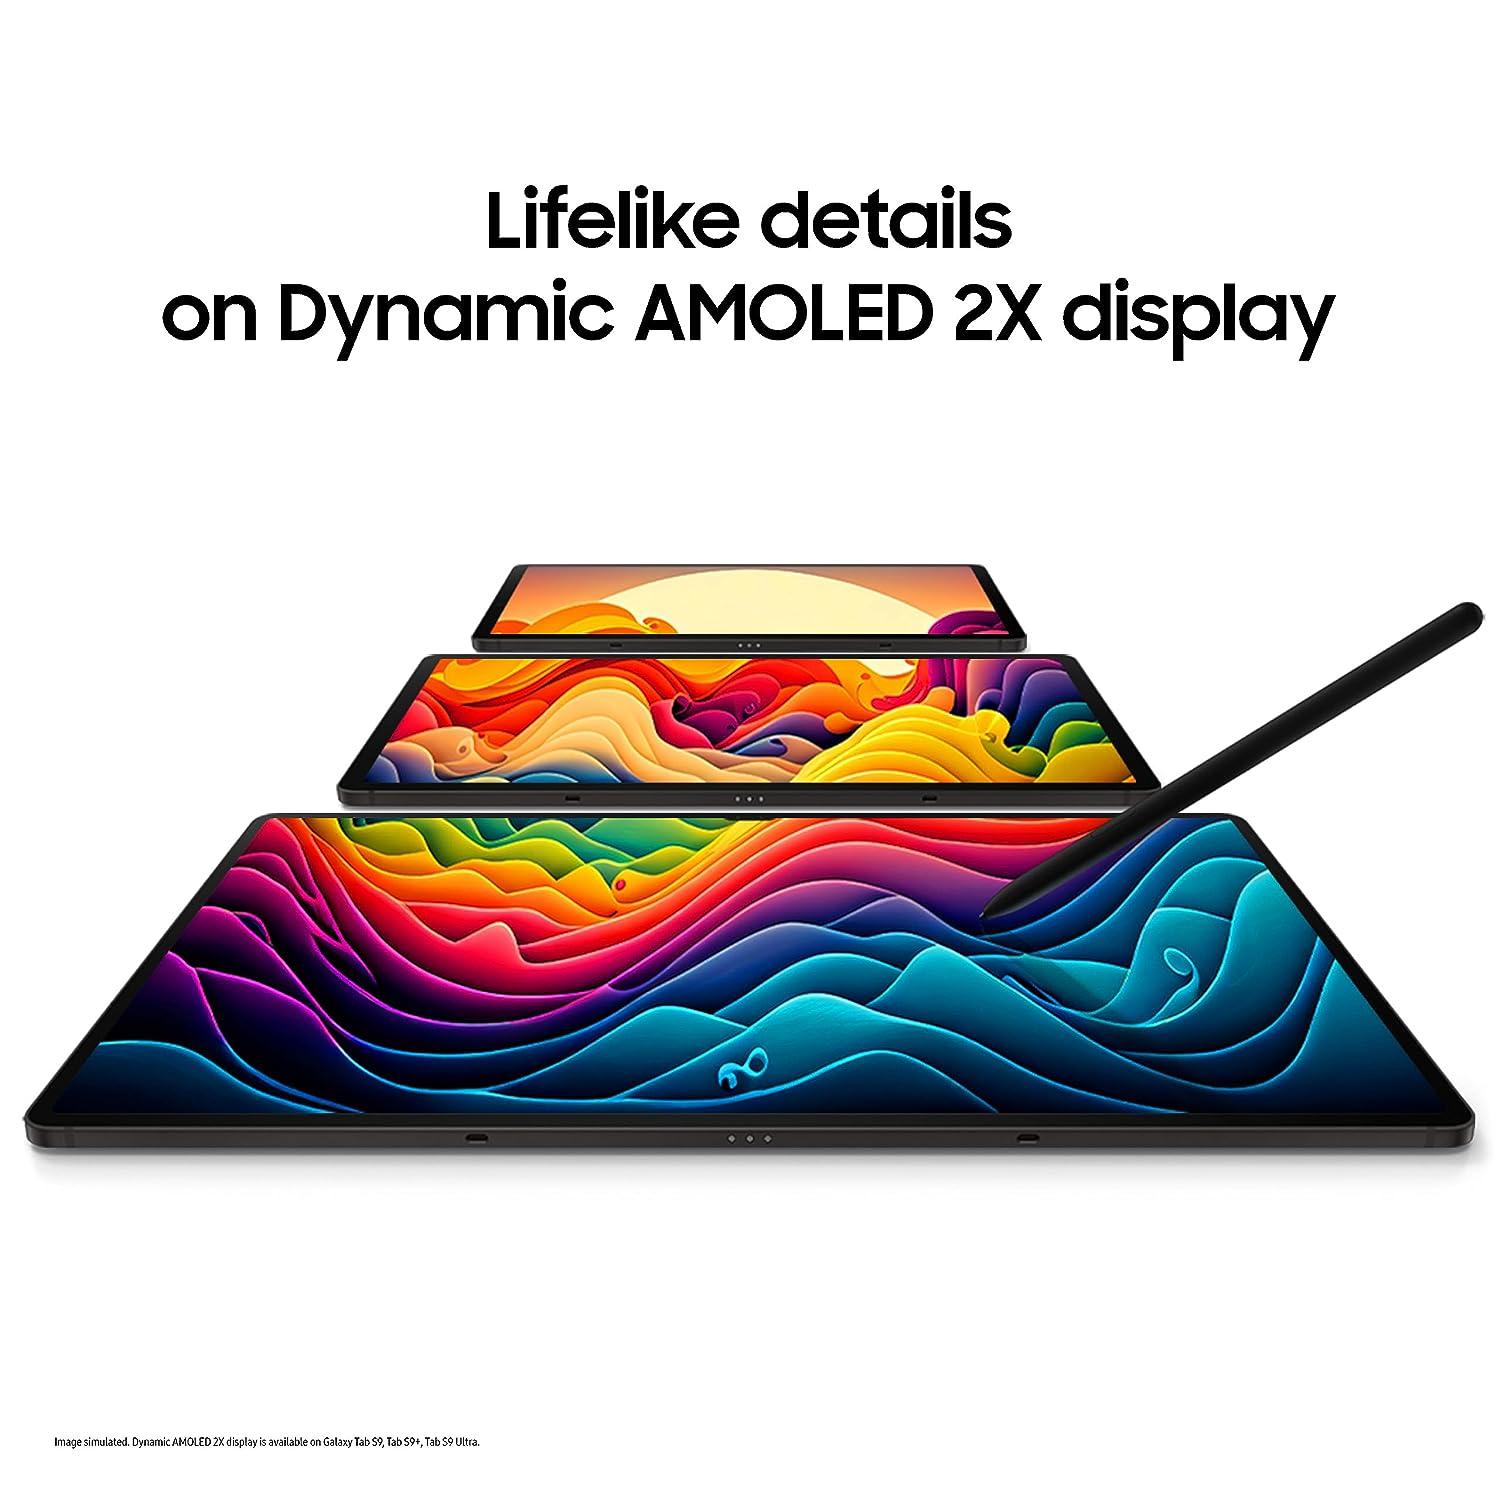 Lifelike details
on Dynamic AMOLED 2X display
Image simulated. Dynamic AMOLED 2X display is available on Galaxy Tab S9, Tab S9+, Tab S9 Ultra.